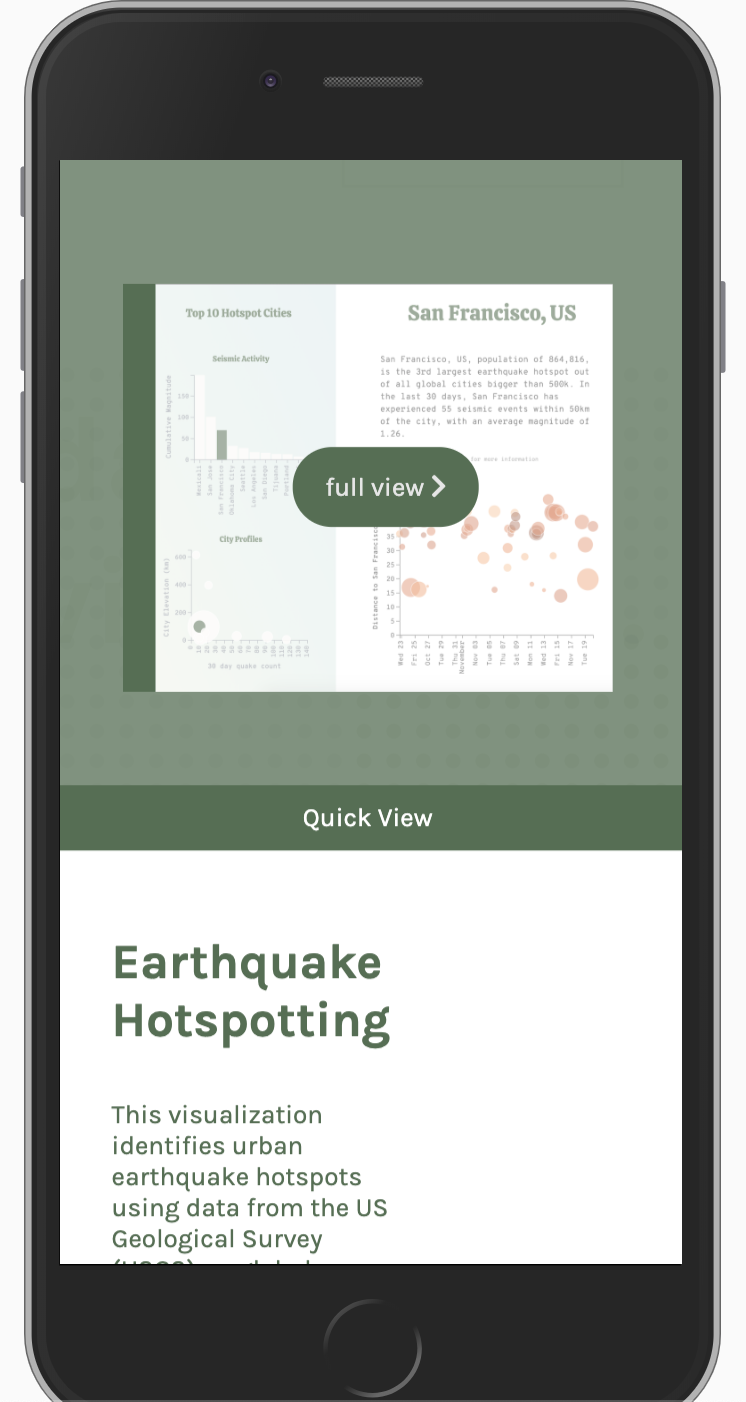 Top 10 Hotspot Cities
San Francisco, US
Seismic Activity
San Francisco, US, population of 864,816,
is the 3rd largest earthquake hotspot out
of all global cities bigger than 500k. In
the last 30 days, San Francisco has
experienced 55 seismic events within 50km
of the city, with an average magnitude of
1.26.
for more information
Cumulative Magnitude
150
100
50
0
Mexicali
San Jose
San Francisco
Oklahoma City
Seattle
Los Angeles
San Diego
Tijuana
Portland
full view
City Profiles
City Elevation (km)
600
400
200
0
0
10
20
30
40
50
60
70
80
90
100
110
120
130
140
30 day quake count
Distance to San Francisco
35
30
25
20
15
10
5
0
Wed 23
Fri 25
Oct 27
Tue 29
Thu 31
November
Nov 03
Tue 05
Thu 07
Sat 09
Mon 11
Wed 13
Fri 15
Nov 17
Tue 19
Quick View
Earthquake
Hotspotting
This visualization
identifies urban
earthquake hotspots
using data from the US
Geological Survey